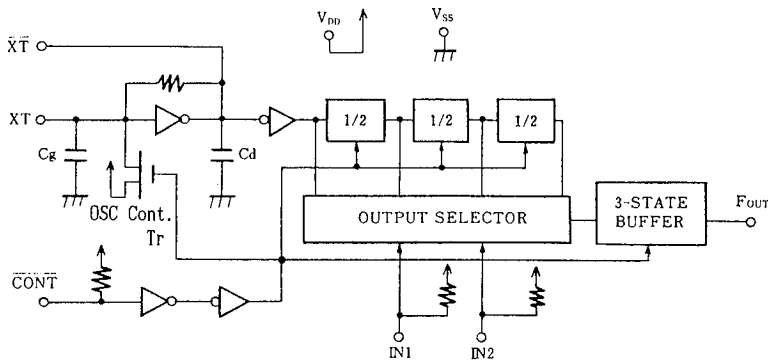 VDD
VSS
XT
XT
1/2
1/2
1/2
Cg
Cd
OSC Cont.
Tr
OUTPUT SELECTOR
3-STATE
BUFFER
FOUT
CONT
IN1
IN2